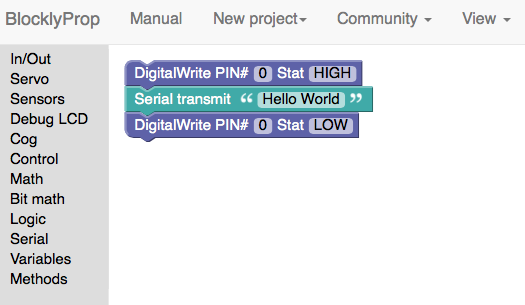 BlocklyProp Manual New project Community View
In/Out
Servo
Sensors
Debug LCD
Cog
Control
Math
Bit math
Logic
Serial
Variables
Methods
DigitalWrite PIN# 0 Stat HIGH
Serial transmit “ Hello World ”
DigitalWrite PIN# 0 Stat LOW